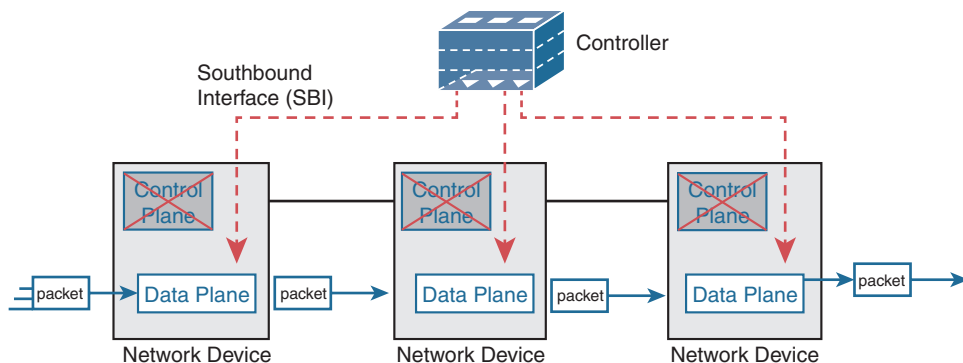 Controller
Southbound
Interface (SBI)
Control
Plane
Control
Plane
Control
Plane
packet
Data Plane
packet
Data Plane
packet
Data Plane
packet
Network Device
Network Device
Network Device